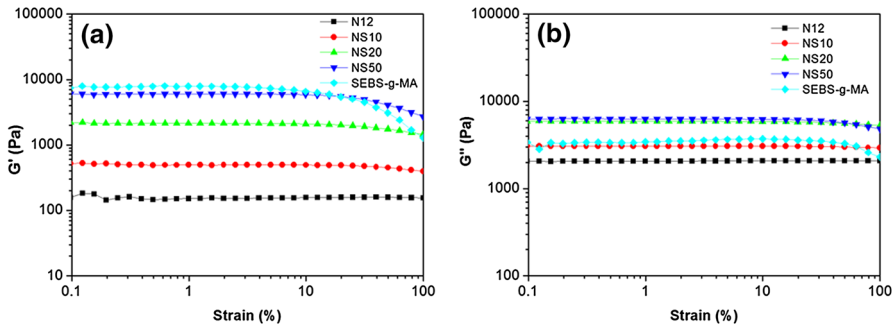 (a)
N12
NS10
NS20
NS50
SEBS-g-MA
100000
10000
1000
100
10
G' (Pa)
0.1
1
10
100
Strain (%)
(b)
N12
NS10
NS20
NS50
SEBS-g-MA
100000
10000
1000
100
G'' (Pa)
0.1
1
10
100
Strain (%)